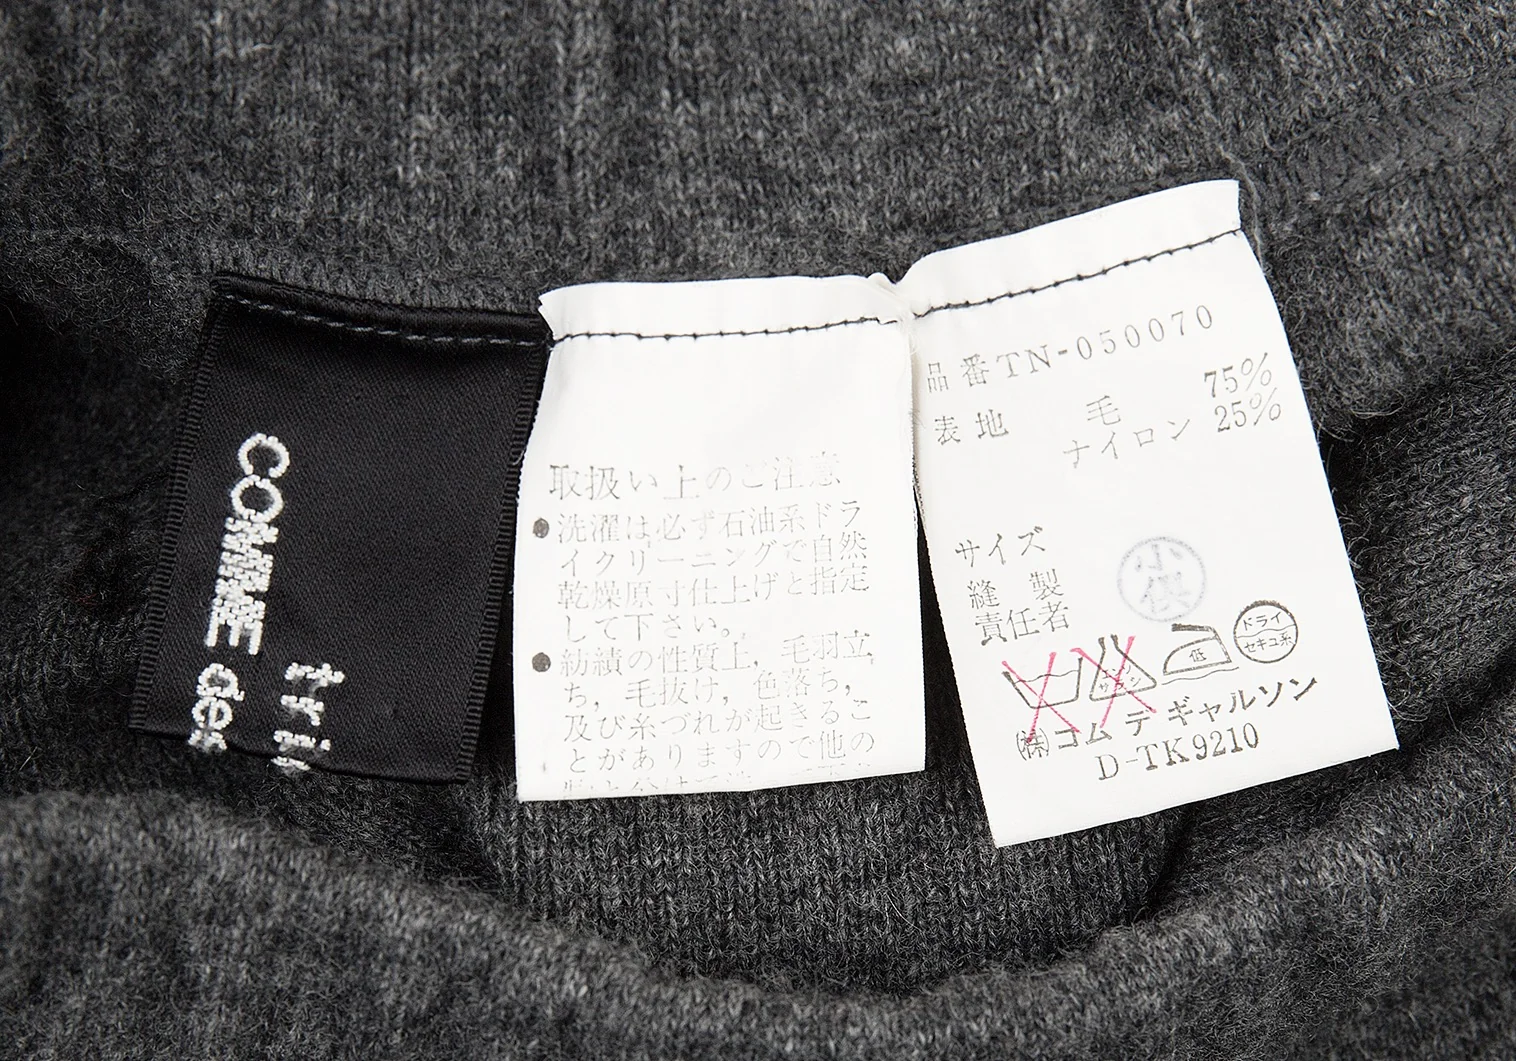 COMME des
tri
取扱い上のご注意
●洗濯は必ず石油系ドラ
イクリーニングで自然
乾燥原寸仕上げと指定
して下さい。
●紡績の性質上，毛羽立
ち，毛抜け，色落ち，
及び糸づれが起きるこ
とがありますので他の
品番TN-050070
表地 毛 75%
ナイロン 25%
サイズ
縫製
責任者
小
供
低
ドライ
セキユ系
㈱コムデギャルソン
D-TK9210